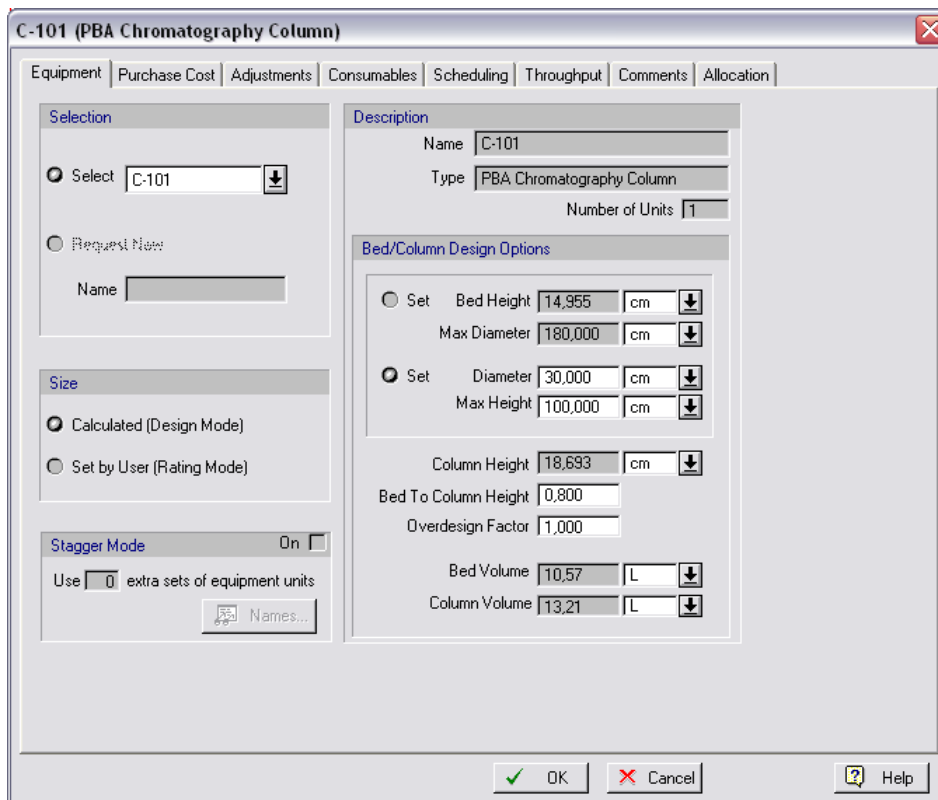 C-101 (PBA Chromatography Column)
Equipment Purchase Cost Adjustments Consumables Scheduling Throughput Comments Allocation
Selection
Select C-101
Request New
Name
Size
Calculated (Design Mode)
Set by User (Rating Mode)
Stagger Mode On
Use 0 extra sets of equipment units
Names...
Description
Name C-101
Type PBA Chromatography Column
Number of Units 1
Bed/Column Design Options
Set Bed Height 14,955 cm
Max Diameter 180,000 cm
Set Diameter 30,000 cm
Max Height 100,000 cm
Column Height 18,693 cm
Bed To Column Height 0,800
Overdesign Factor 1,000
Bed Volume 10,57 L
Column Volume 13,21 L
OK Cancel Help